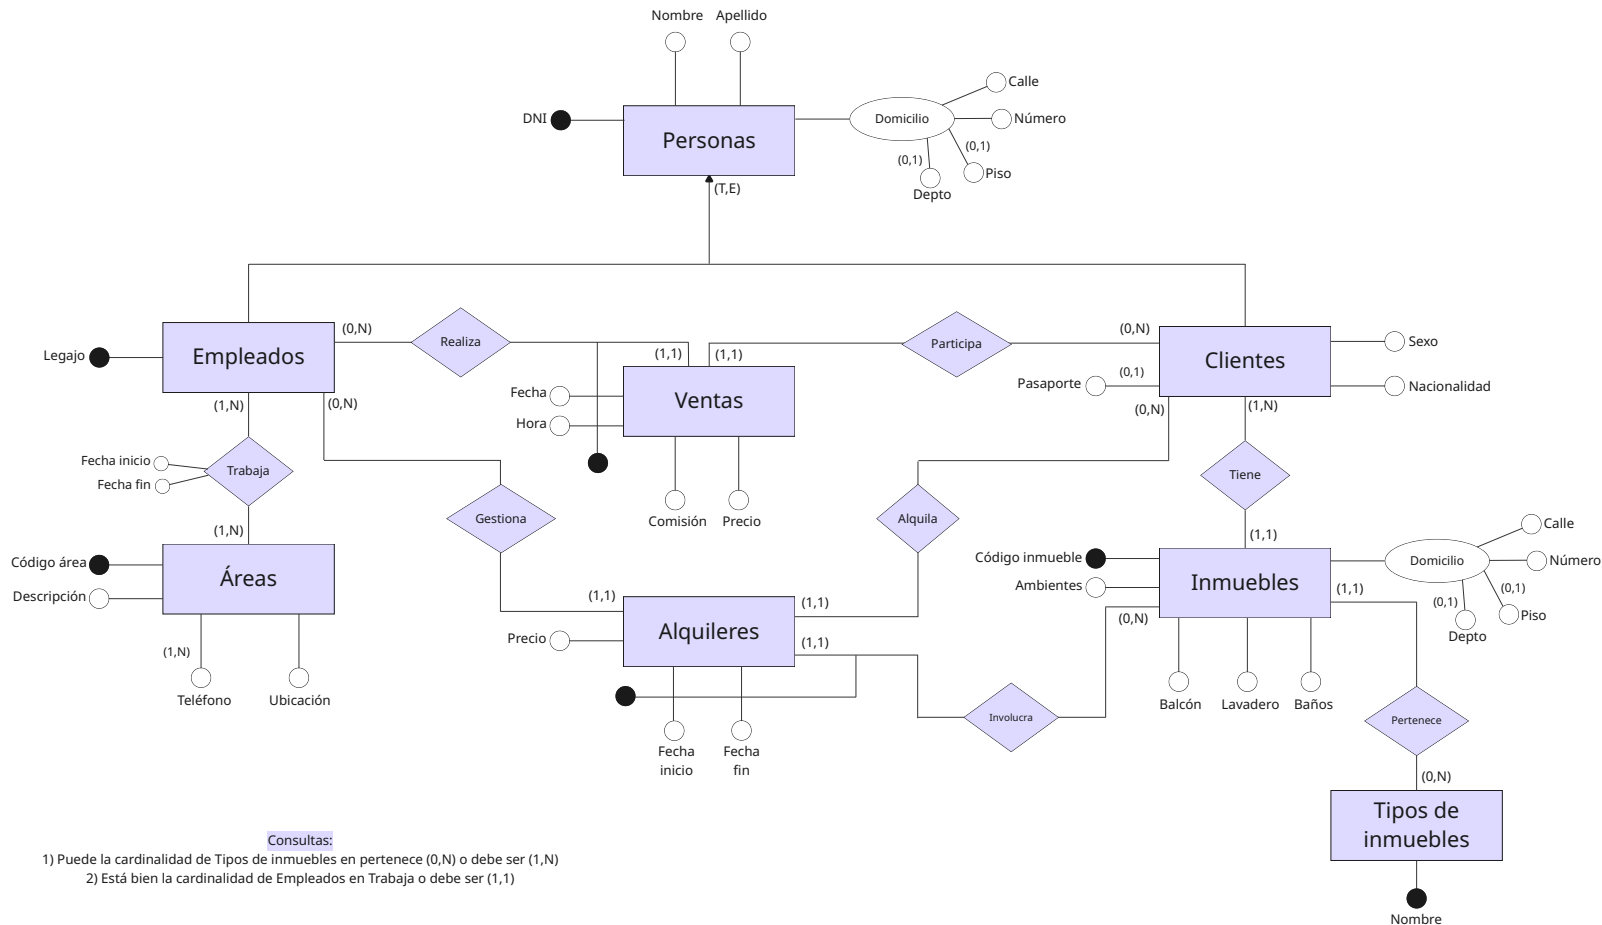 Nombre Apellido
Calle
DNI
Personas
Domicilio
Número
(0,1)
(0,1)
Piso
Depto
(T,E)
(0,N)
Realiza
(1,1)
(1,1)
Participa
(0,N)
Legajo
Empleados
Clientes
Sexo
Pasaporte
(0,1)
Nacionalidad
Fecha
Hora
Ventas
(1,N)
(0,N)
(0,N)
(1,N)
Fecha inicio
Fecha fin
Trabaja
Tiene
Comisión
Precio
Gestiona
Alquila
(1,N)
(1,1)
Código área
Descripción
Áreas
Código inmueble
Ambientes
Inmuebles
Domicilio
Calle
Número
(0,1)
(0,1)
Piso
Depto
(1,1)
(1,1)
(1,1)
(0,N)
Precio
Alquileres
(1,1)
(1,N)
Teléfono
Ubicación
Balcón
Lavadero
Baños
Involucra
Pertenece
Fecha
inicio
Fecha
fin
(0,N)
Tipos de
inmuebles
Nombre
Consultas:
1) Puede la cardinalidad de Tipos de inmuebles en pertenece (0,N) o debe ser (1,N)
2) Está bien la cardinalidad de Empleados en Trabaja o debe ser (1,1)